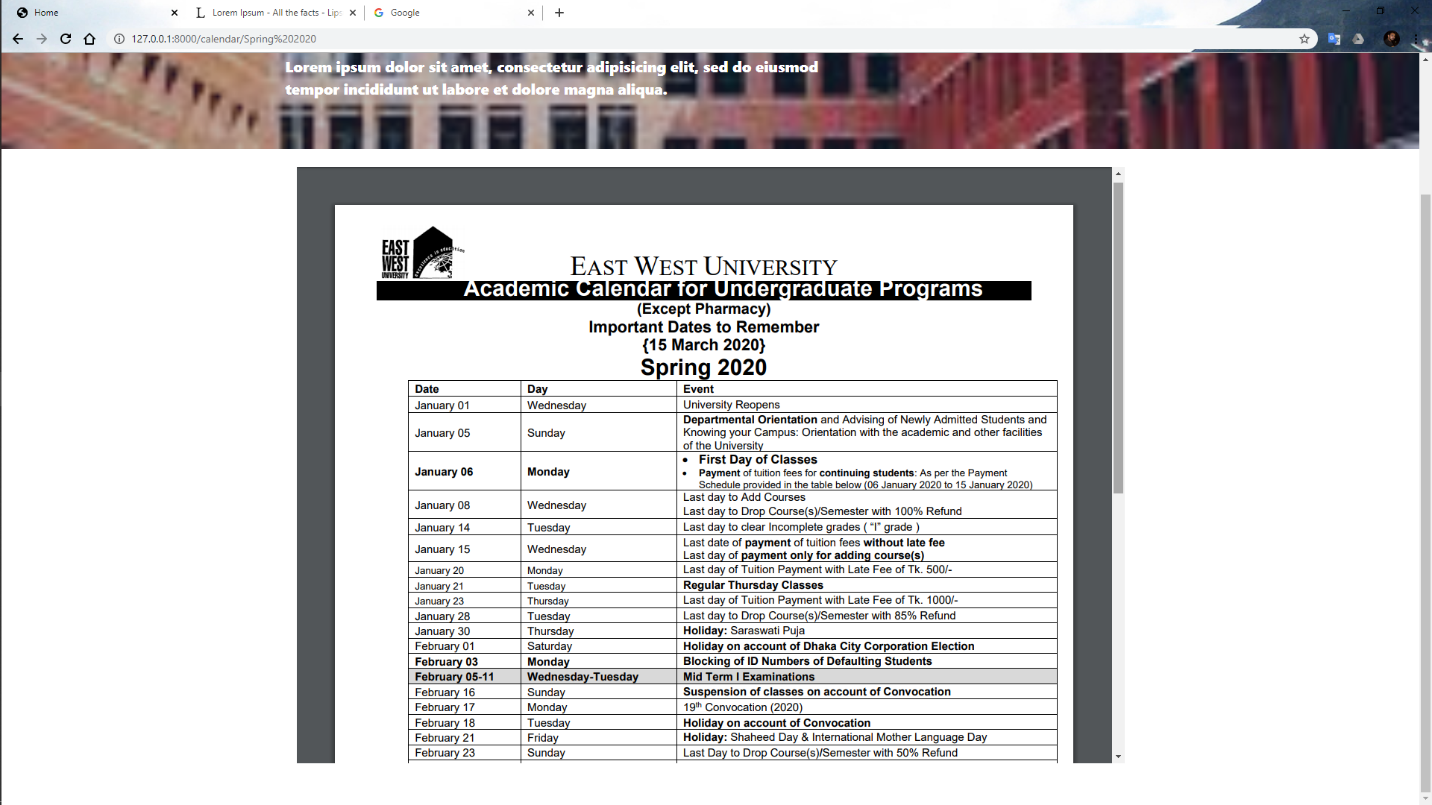 Home
Lorem Ipsum - All the facts - Lips
Google
127.0.0.1:8000/calendar/Spring%202020
Lorem ipsum dolor sit amet, consectetur adipisicing elit, sed do eiusmod
tempor incididunt ut labore et dolore magna aliqua.
EAST
WEST
UNIVERSITY
EAST WEST UNIVERSITY
Academic Calendar for Undergraduate Programs
(Except Pharmacy)
Important Dates to Remember
{15 March 2020}
Spring 2020
Date Day Event
January 01 Wednesday University Reopens
January 05 Sunday Departmental Orientation and Advising of Newly Admitted Students and
Knowing your Campus: Orientation with the academic and other facilities
of the University
January 06 Monday • First Day of Classes
• Payment of tuition fees for continuing students: As per the Payment
Schedule provided in the table below (06 January 2020 to 15 January 2020)
January 08 Wednesday Last day to Add Courses
Last day to Drop Course(s)/Semester with 100% Refund
January 14 Tuesday Last day to clear Incomplete grades ( “I” grade )
January 15 Wednesday Last date of payment of tuition fees without late fee
Last day of payment only for adding course(s)
January 20 Monday Last day of Tuition Payment with Late Fee of Tk. 500/-
January 21 Tuesday Regular Thursday Classes
January 23 Thursday Last day of Tuition Payment with Late Fee of Tk. 1000/-
January 28 Tuesday Last day to Drop Course(s)/Semester with 85% Refund
January 30 Thursday Holiday: Saraswati Puja
February 01 Saturday Holiday on account of Dhaka City Corporation Election
February 03 Monday Blocking of ID Numbers of Defaulting Students
February 05-11 Wednesday-Tuesday Mid Term I Examinations
February 16 Sunday Suspension of classes on account of Convocation
February 17 Monday 19th Convocation (2020)
February 18 Tuesday Holiday on account of Convocation
February 21 Friday Holiday: Shaheed Day & International Mother Language Day
February 23 Sunday Last Day to Drop Course(s)/Semester with 50% Refund